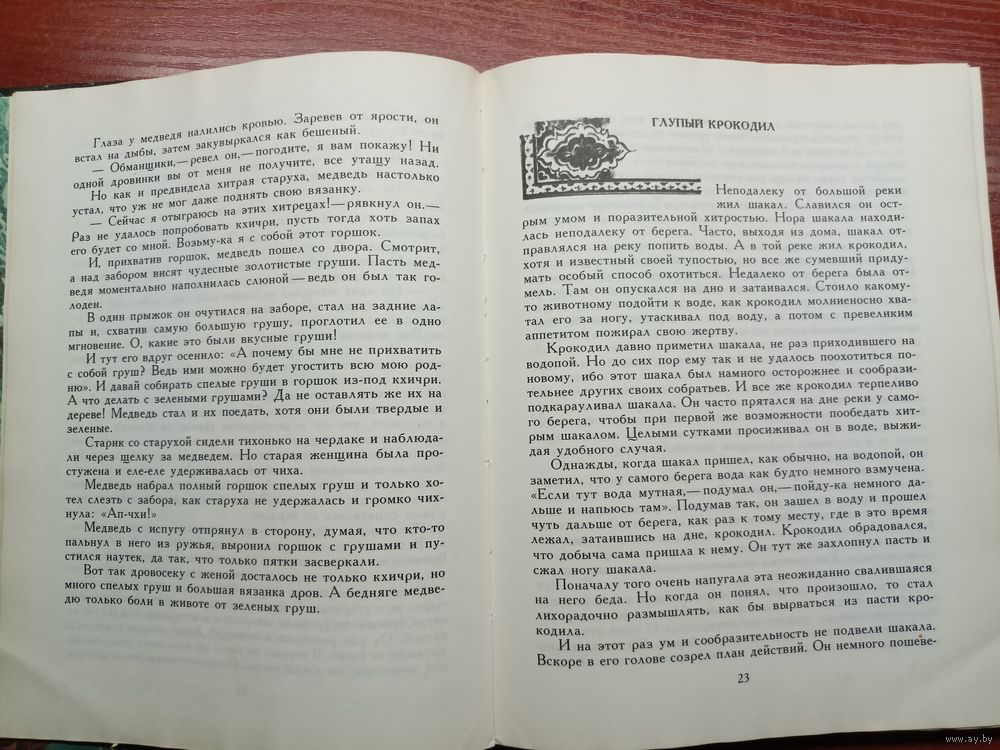 Глаза у медведя налились кровью. Заревев от ярости, он
встал на дыбы, затем закувыркался как бешеный.
— Обманщики,— ревел он,— погодите, я вам покажу! Ни
одной дровинки вы от меня не получите, все утащу назад.
Но как и предвидела хитрая старуха, медведь настолько
устал, что уж не мог даже поднять свою вязанку.
— Сейчас я отыграюсь на этих хитрецах!— рявкнул он.—
Раз не удалось попробовать кхичри, пусть тогда хоть запах
его будет со мной. Возьму-ка я с собой этот горшок.
И, прихватив горшок, медведь пошел со двора. Смотрит,
а над забором висят чудесные золотистые груши. Пасть мед-
ведя моментально наполнилась слюной — ведь он был так го-
лоден.
В один прыжок он очутился на заборе, стал на задние ла-
пы и, схватив самую большую грушу, проглотил ее в одно
мгновение. О, какие это были вкусные груши!
И тут его вдруг осенило: «А почему бы мне не прихватить
с собой груш? Ведь ими можно будет угостить всю мою род-
ню». И давай собирать спелые груши в горшок из-под кхичри.
А что делать с зелеными грушами? Да не оставлять же их на
дереве! Медведь стал и их поедать, хотя они были твердые и
зеленые.
Старик со старухой сидели тихонько на чердаке и наблюда-
ли через щелку за медведем. Но старая женщина была про-
стужена и еле-еле удерживалась от чиха.
Медведь набрал полный горшок спелых груш и только хо-
тел слезть с забора, как старуха не удержалась и громко чих-
нула: «Ап-чхи!»
Медведь с испугу отпрянул в сторону, думая, что кто-то
пальнул в него из ружья, выронил горшок с грушами и пу-
стился наутек, да так, что только пятки засверкали.
Вот так дровосеку с женой досталось не только кхичри, но
много спелых груш и большая вязанка дров. А бедняге медве-
дю только боли в животе от зеленых груш.
ГЛУПЫЙ КРОКОДИЛ
Неподалеку от большой реки
жил шакал. Славился он ост-
рым умом и поразительной хитростью. Нора шакала находи-
лась неподалеку от берега. Часто, выходя из дома, шакал от-
правлялся на реку попить воды. А в той реке жил крокодил,
хотя и известный своей тупостью, но все же сумевший приду-
мать особый способ охотиться. Недалеко от берега была от-
мель. Там он опускался на дно и затаивался. Стоило какому-
то животному подойти к воде, как крокодил молниеносно хва-
тал его за ногу, утаскивал под воду, а потом с превеликим
аппетитом пожирал свою жертву.
Крокодил давно приметил шакала, не раз приходившего на
водопой. Но до сих пор ему так и не удалось поохотиться по-
новому, ибо этот шакал был намного осторожнее и сообрази-
тельнее других своих собратьев. И все же крокодил терпеливо
подкарауливал шакала. Он часто прятался на дне реки у само-
го берега, чтобы при первой же возможности пообедать хит-
рым шакалом. Целыми сутками просиживал он в воде, выжи-
дая удобного случая.
Однажды, когда шакал пришел, как обычно, на водопой, он
заметил, что у самого берега вода как будто немного взмучена.
«Если тут вода мутная,— подумал он,— пойду-ка немного да-
льше и напьюсь там». Подумав так, он зашел в воду и прошел
чуть дальше от берега, как раз к тому месту, где в это время
лежал, затаившись на дне, крокодил. Крокодил обрадовался,
что добыча сама пришла к нему. Он тут же захлопнул пасть и
сжал ногу шакала.
Поначалу того очень напугала эта неожиданно свалившаяся
на него беда. Но когда он понял, что произошло, то стал
лихорадочно размышлять, как бы вырваться из пасти кро-
кодила.
И на этот раз ум и сообразительность не подвели шакала.
Вскоре в его голове созрел план действий. Он немного пошеве-
23
www.ay.by